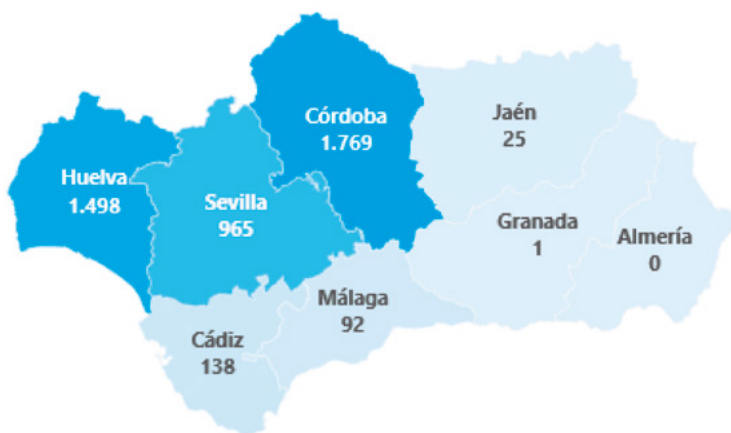 Córdoba
1.769
Jaén
25
Huelva
1.498
Sevilla
965
Granada
1
Almería
0
Málaga
92
Cádiz
138